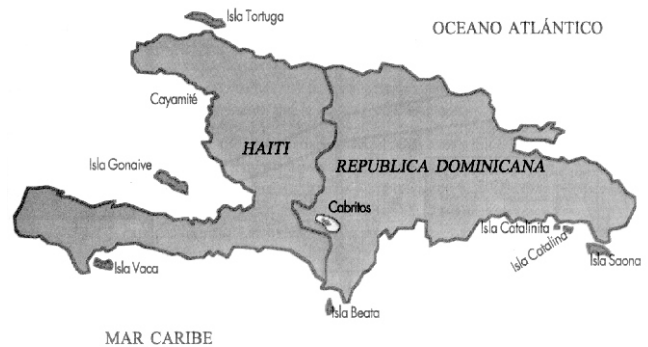 Isla Tortuga
OCEANO ATLÁNTICO
Cayamité
HAITI
Isla Gonaive
REPUBLICA DOMINICANA
Cabritos
Isla Catalinita
Isla Catalina
Isla Saona
Isla Vaca
Isla Beata
MAR CARIBE